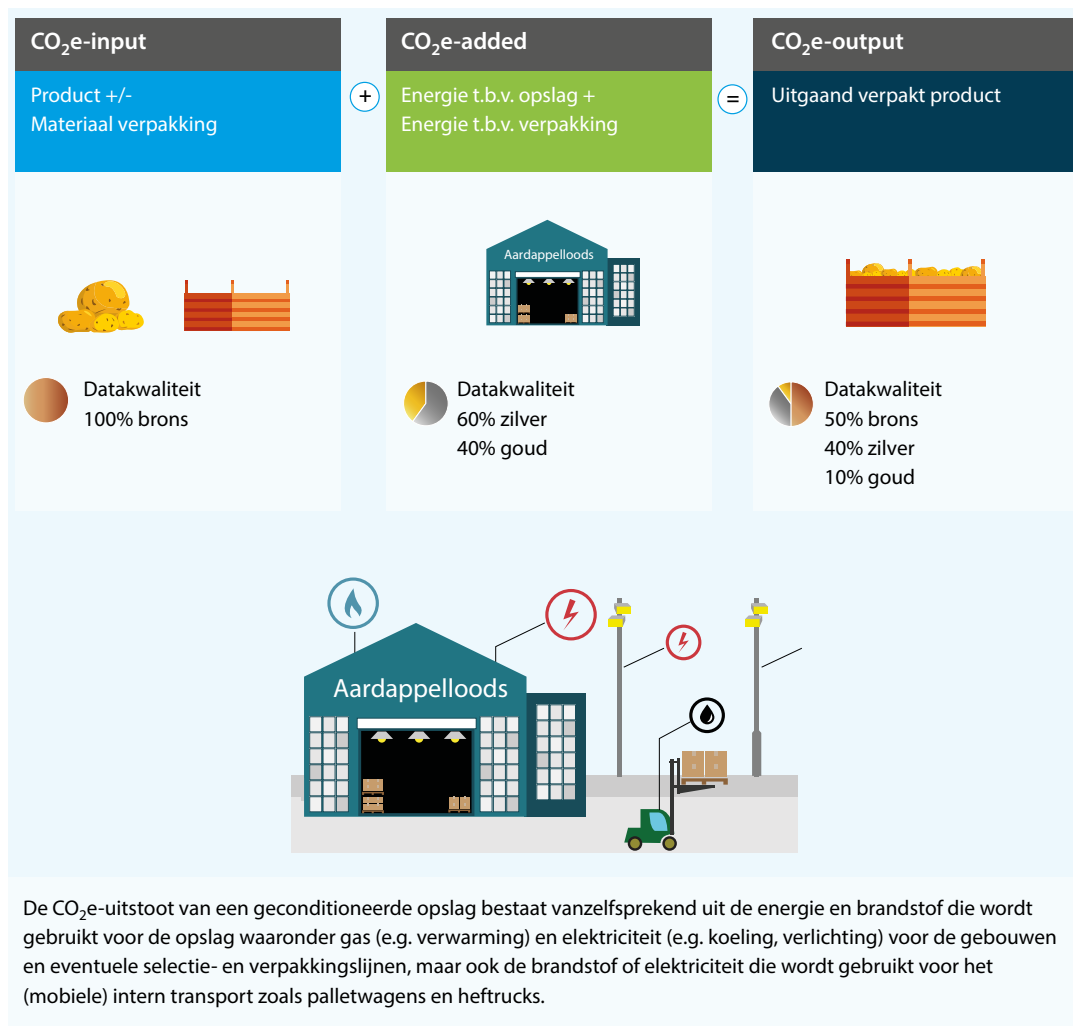 CO₂e-input
Product +/-
Materiaal verpakking
+
CO₂e-added
Energie t.b.v. opslag +
Energie t.b.v. verpakking
=
CO₂e-output
Uitgaand verpakt product
Datakwaliteit
100% brons
Aardappelloods
Datakwaliteit
60% zilver
40% goud
Datakwaliteit
50% brons
40% zilver
10% goud
Aardappelloods
De CO₂e-uitstoot van een geconditioneerde opslag bestaat vanzelfsprekend uit de energie en brandstof die wordt
gebruikt voor de opslag waaronder gas (e.g. verwarming) en elektriciteit (e.g. koeling, verlichting) voor de gebouwen
en eventuele selectie- en verpakkingslijnen, maar ook de brandstof of elektriciteit die wordt gebruikt voor het
(mobiele) intern transport zoals palletwagens en heftrucks.